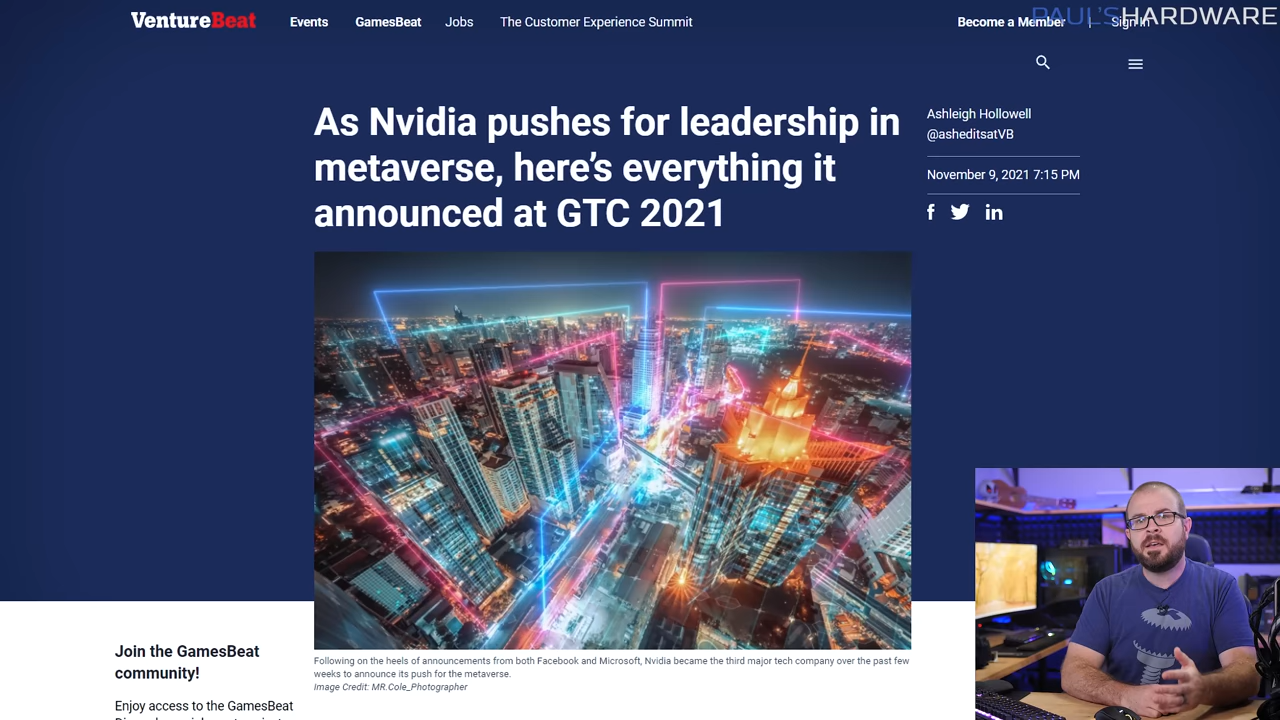 VentureBeat
Events
GamesBeat
Jobs
The Customer Experience Summit
Become a Member
|
Sign In
PAUL'SHARDWARE
As Nvidia pushes for leadership in
metaverse, here's everything it
announced at GTC 2021
Ashleigh Hollowell
@asheditsatVB
November 9, 2021 7:15 PM
Following on the heels of announcements from both Facebook and Microsoft, Nvidia became the third major tech company over the past few
weeks to announce its push for the metaverse.
Image Credit: MR.Cole_Photographer
Join the GamesBeat
community!
Enjoy access to the GamesBeat